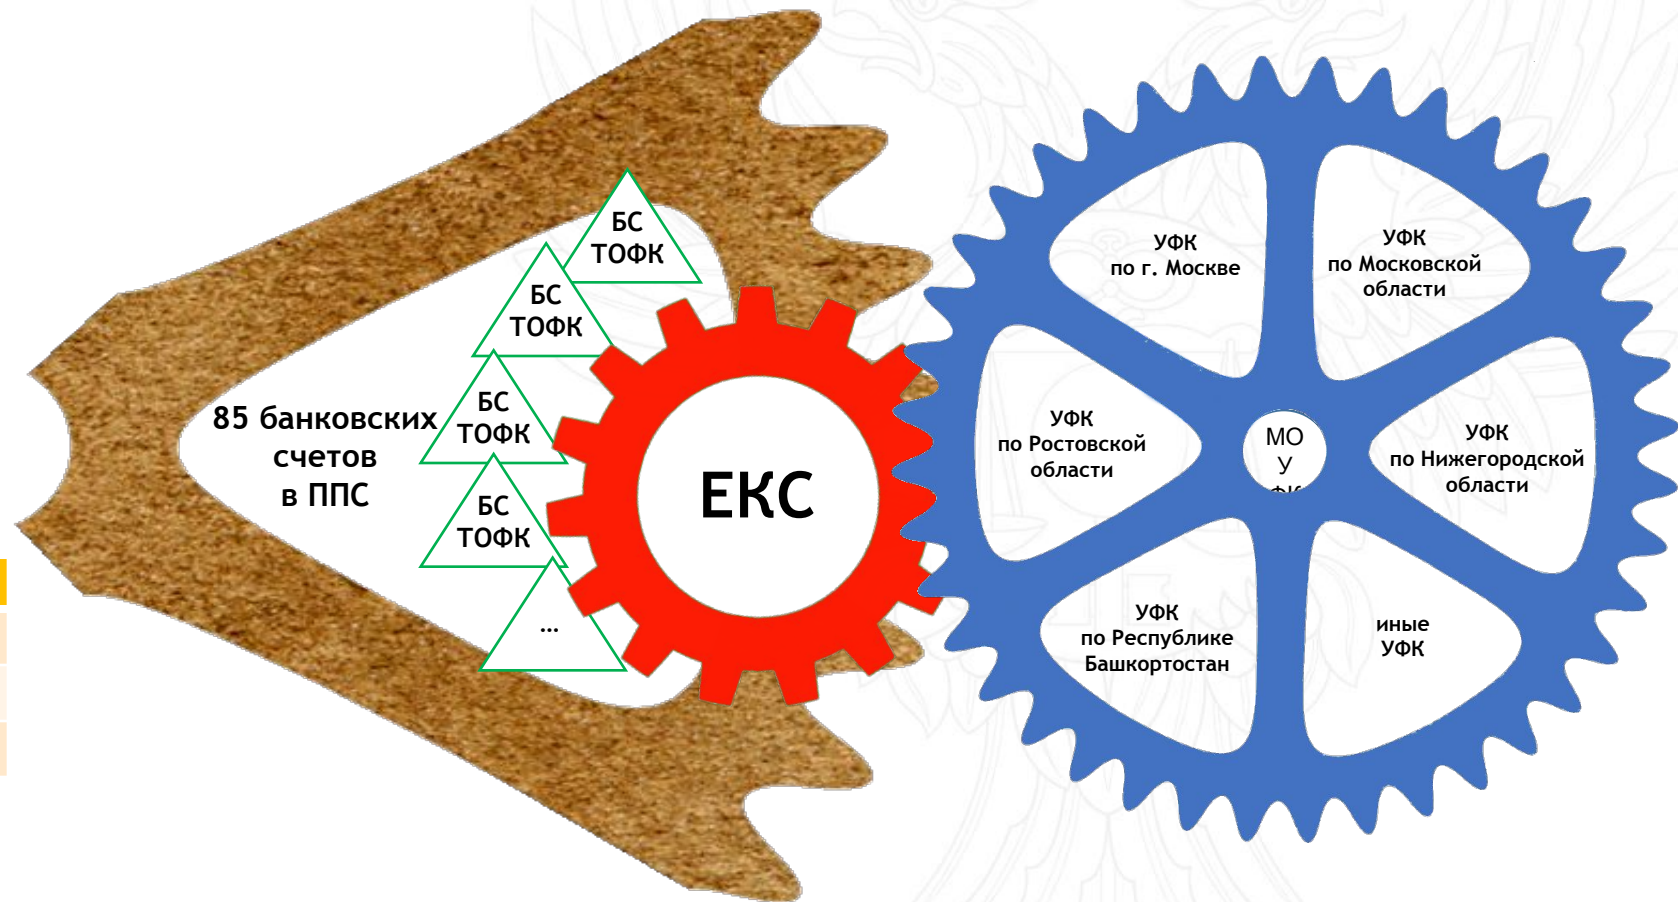 БС
ТОФК
БС
ТОФК
БС
ТОФК
БС
ТОФК
...
85 банковских
счетов
в ППС
ЕКС
УФК
по г. Москве
УФК
по Московской
области
УФК
по Ростовской
области
МО
У
УФК
по Нижегородской
области
УФК
по Республике
Башкортостан
иные
УФК